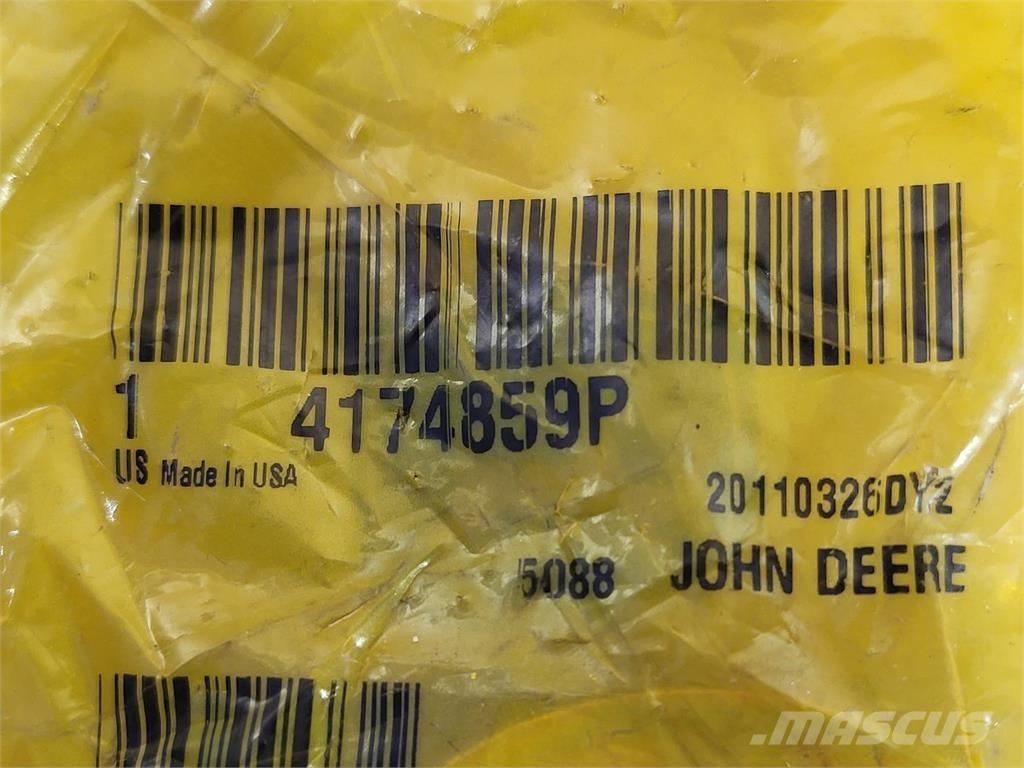 1 4174859P
US Made In USA
20110326DY2
5088 JOHN DEERE
MASCUS